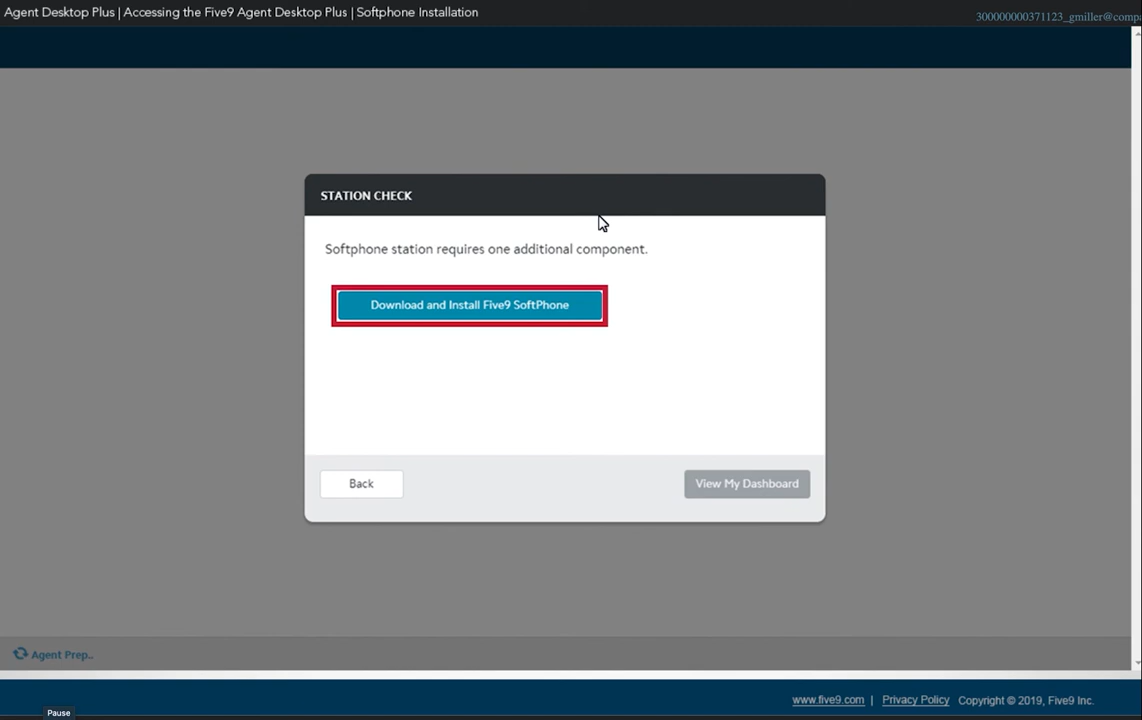 Agent Desktop Plus | Accessing the Five9 Agent Desktop Plus | Softphone Installation
300000000371123_gmiller@compa
STATION CHECK
Softphone station requires one additional component.
Download and Install Five9 SoftPhone
Back
View My Dashboard
Agent Prep..
www.five9.com | Privacy Policy Copyright © 2019, Five9 Inc.
Pause